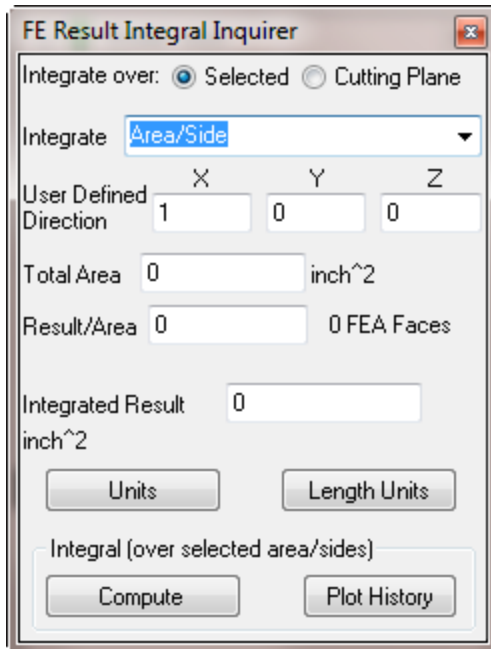 FE Result Integral Inquirer
Integrate over: Selected Cutting Plane
Integrate Area/Side
X Y Z
User Defined
Direction 1 0 0
Total Area 0 inch^2
Result/Area 0 0 FEA Faces
Integrated Result 0
inch^2
Units Length Units
Integral (over selected area/sides)
Compute Plot History